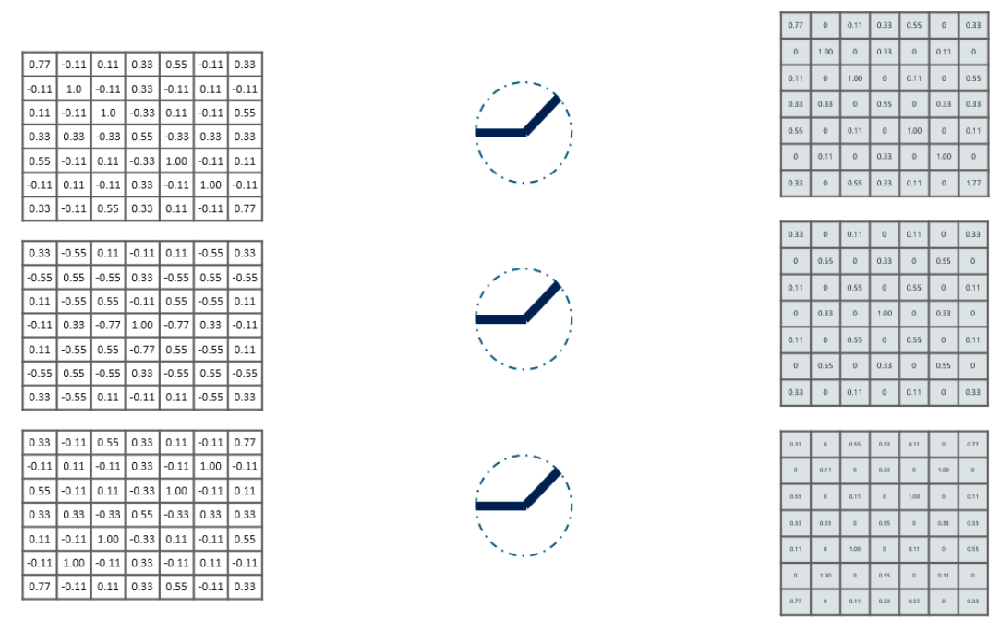 0.77 -0.11 0.11 0.33 0.55 -0.11 0.33
-0.11 1.0 -0.11 0.33 -0.11 0.11 -0.11
0.11 -0.11 1.0 -0.33 0.11 -0.11 0.55
0.33 0.33 -0.33 0.55 -0.33 0.33 0.33
0.55 -0.11 0.11 -0.33 1.00 -0.11 0.11
-0.11 0.11 -0.11 0.33 -0.11 1.00 -0.11
0.33 -0.11 0.55 0.33 0.11 -0.11 0.77
0.33 -0.55 0.11 -0.11 0.11 -0.55 0.33
-0.55 0.55 -0.55 0.33 -0.55 0.55 -0.55
0.11 -0.55 0.55 -0.11 0.55 -0.55 0.11
-0.11 0.33 -0.77 1.00 -0.77 0.33 -0.11
0.11 -0.55 0.55 -0.77 0.55 -0.55 0.11
-0.55 0.55 -0.55 0.33 -0.55 0.55 -0.55
0.33 -0.55 0.11 -0.11 0.11 -0.55 0.33
0.33 -0.11 0.55 0.33 0.11 -0.11 0.77
-0.11 0.11 -0.11 0.33 -0.11 1.00 -0.11
0.55 -0.11 0.11 -0.33 1.00 -0.11 0.11
0.33 0.33 -0.33 0.55 -0.33 0.33 0.33
0.11 -0.11 1.00 -0.33 0.11 -0.11 0.55
-0.11 1.00 -0.11 0.33 -0.11 0.11 -0.11
0.77 -0.11 0.11 0.33 0.55 -0.11 0.33
0.77 0 0.11 0.33 0.55 0 0.33
0 1.00 0 0.33 0 0.11 0
0.11 0 1.00 0 0.11 0 0.55
0.33 0.33 0 0.55 0 0.33 0.33
0.55 0 0.11 0 1.00 0 0.11
0 0.11 0 0.33 0 1.00 0
0.33 0 0.55 0.33 0.11 0 1.77
0.33 0 0.11 0 0.11 0 0.33
0 0.55 0 0.33 0 0.55 0
0.11 0 0.55 0 0.55 0 0.11
0 0.33 0 1.00 0 0.33 0
0.11 0 0.55 0 0.55 0 0.11
0 0.55 0 0.33 0 0.55 0
0.33 0 0.11 0 0.11 0 0.33
0.33 0 0.55 0.33 0.11 0 0.77
0 0.11 0 0.33 0 1.00 0
0.55 0 0.11 0 1.00 0 0.11
0.33 0.33 0 0.55 0 0.33 0.33
0.11 0 1.00 0 0.11 0 0.55
0 1.00 0 0.33 0 0.11 0
0.77 0 0.11 0.33 0.55 0 0.33